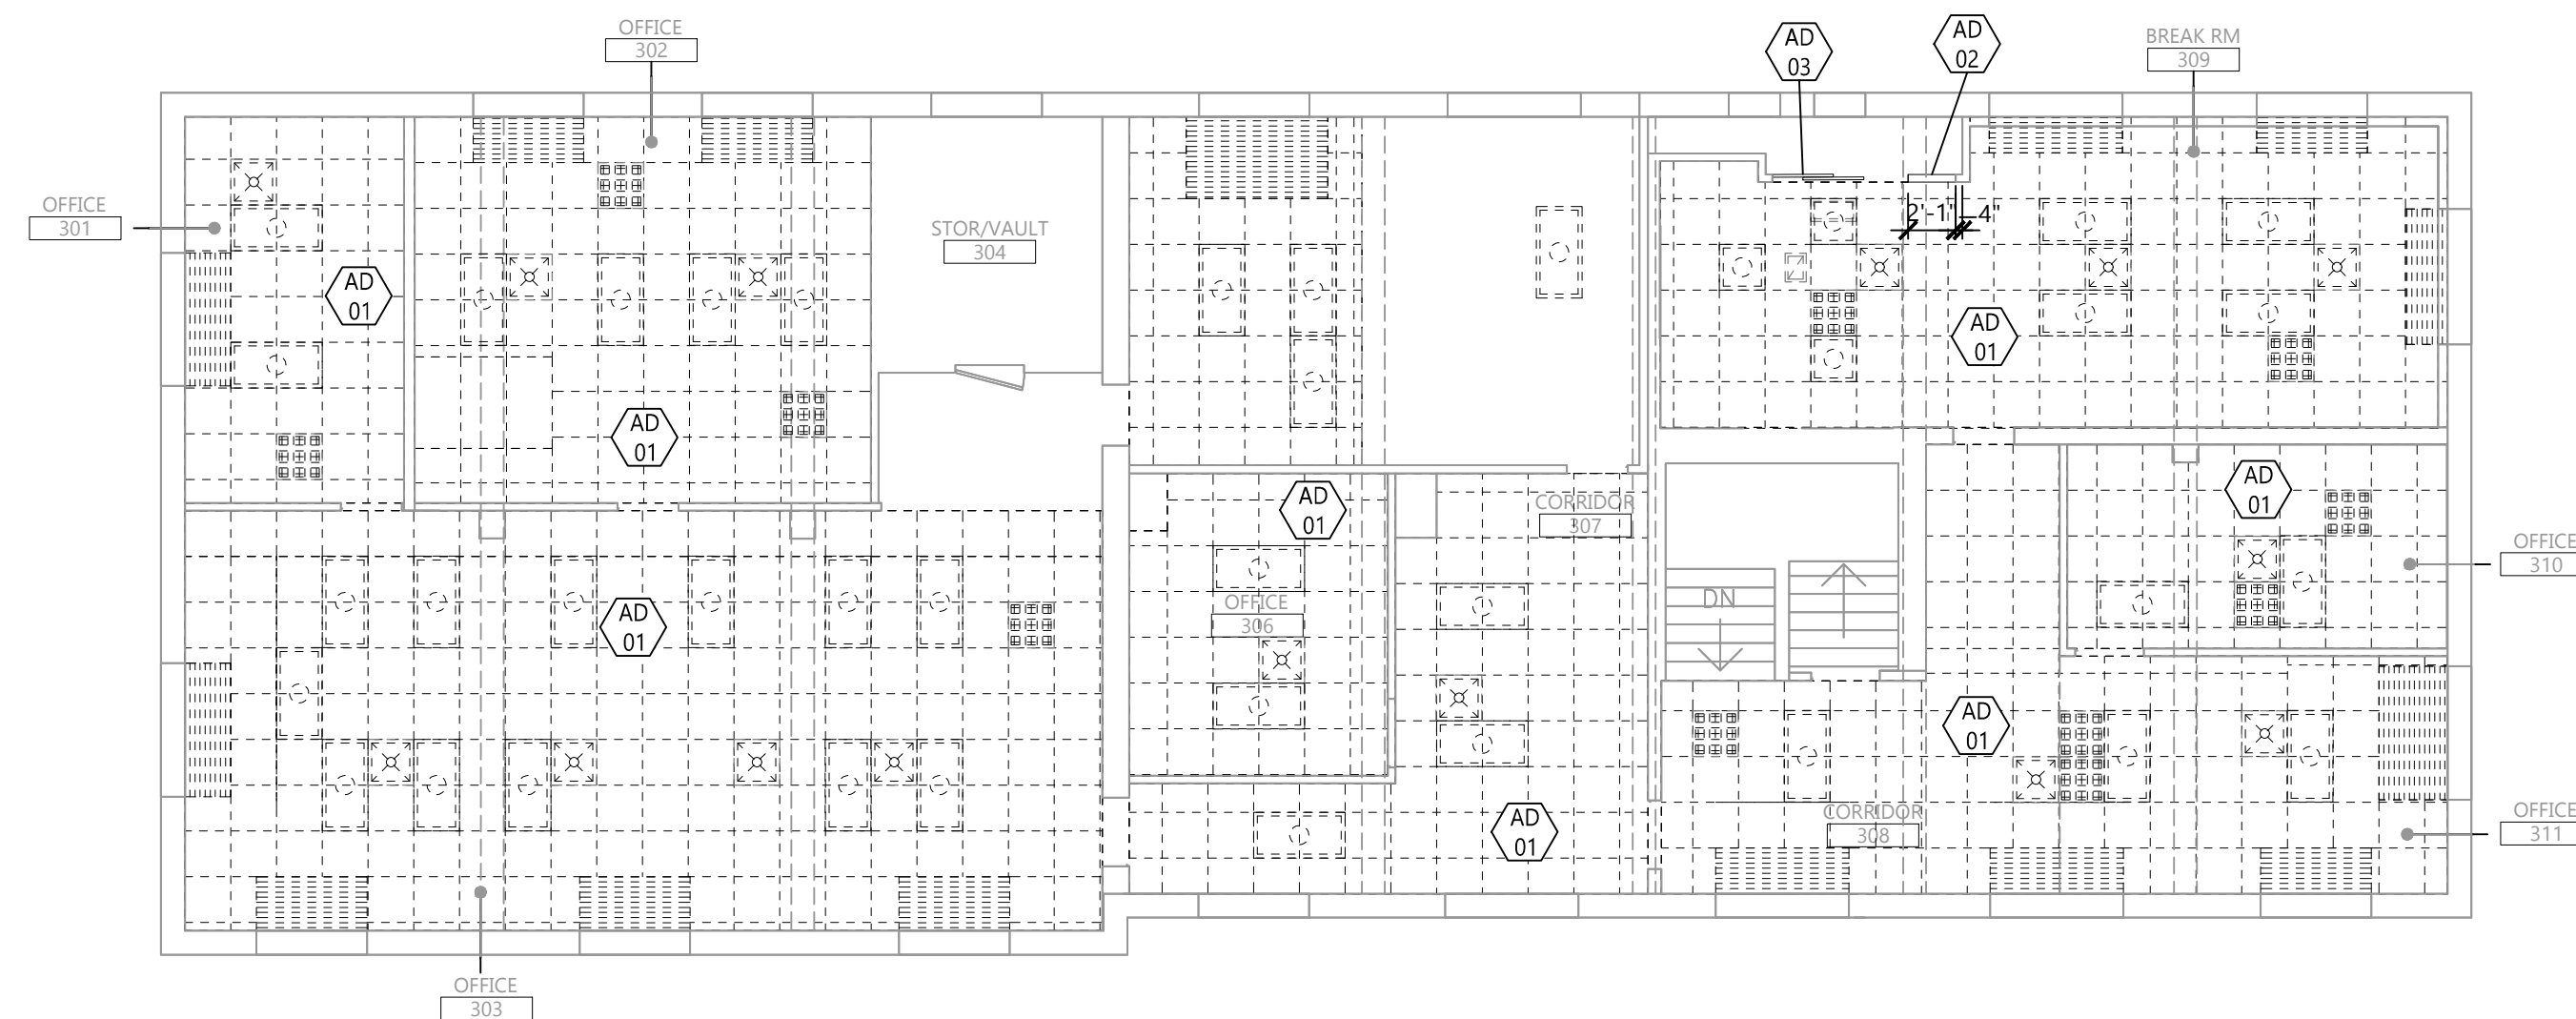 OFFICE
302
AD
03
AD
02
BREAK RM
309
OFFICE
301
STOR/VAULT
304
2'-1"
4"
AD
01
AD
01
AD
01
AD
01
AD
01
CORRIDOR
307
AD
01
OFFICE
310
DN
OFFICE
306
AD
01
AD
01
AD
01
CORRIDOR
308
OFFICE
311
OFFICE
303